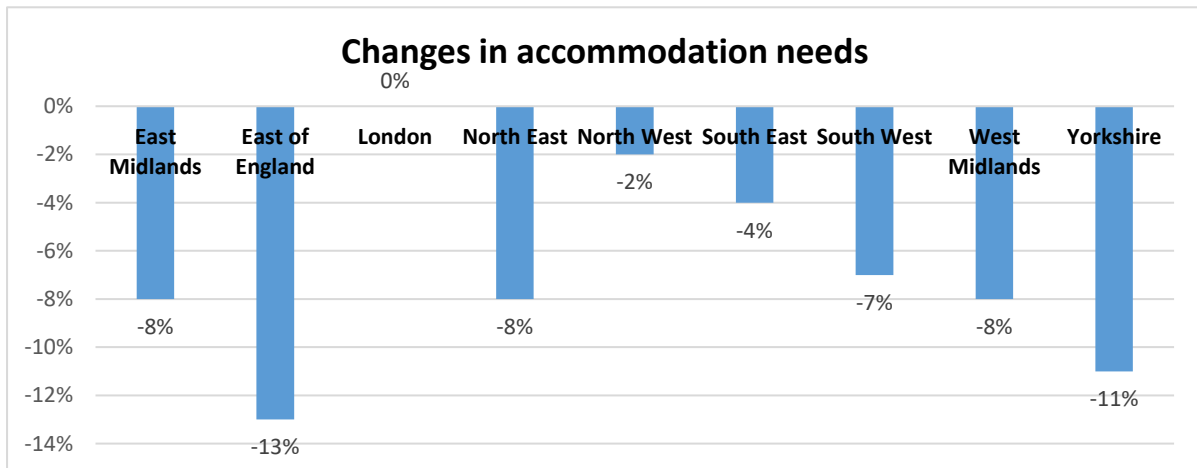 Changes in accommodation needs
0%
0%
East North East North West South East South West West Yorkshire
Midlands
East of
England
London
Midlands
-2%
-2%
-4%
-4%
-6%
-7%
-8%
-8%
-8%
-8%
-10%
-11%
-12%
-13%
-14%